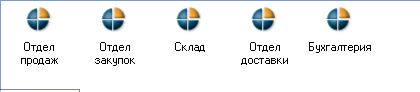 Отдел продаж
Отдел закупок
Склад
Отдел доставки
Бухгалтерия